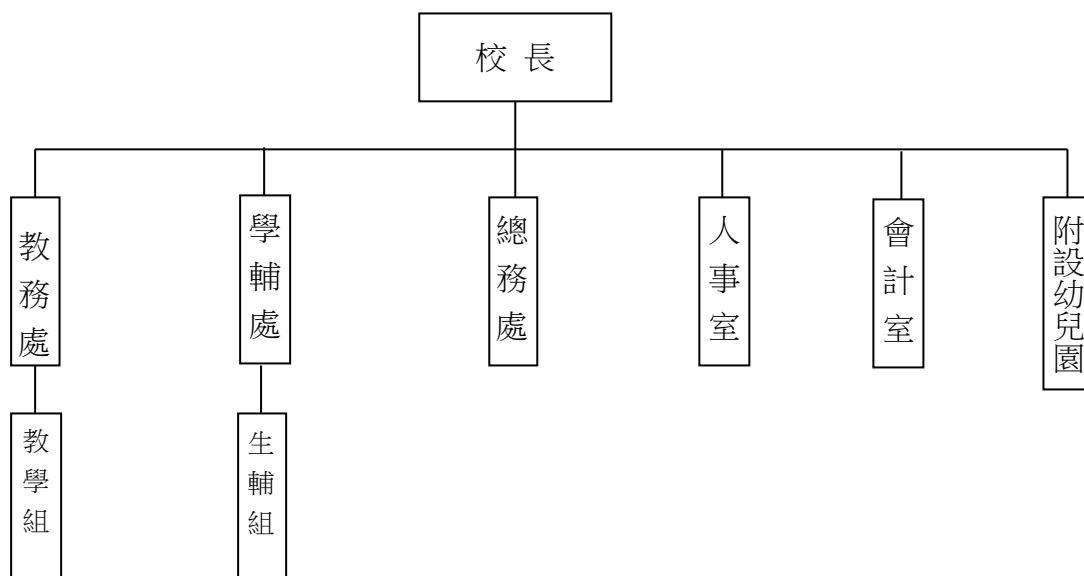 校 長
教務處
學輔處
總務處
人事室
會計室
附設幼兒園
教學組
生輔組